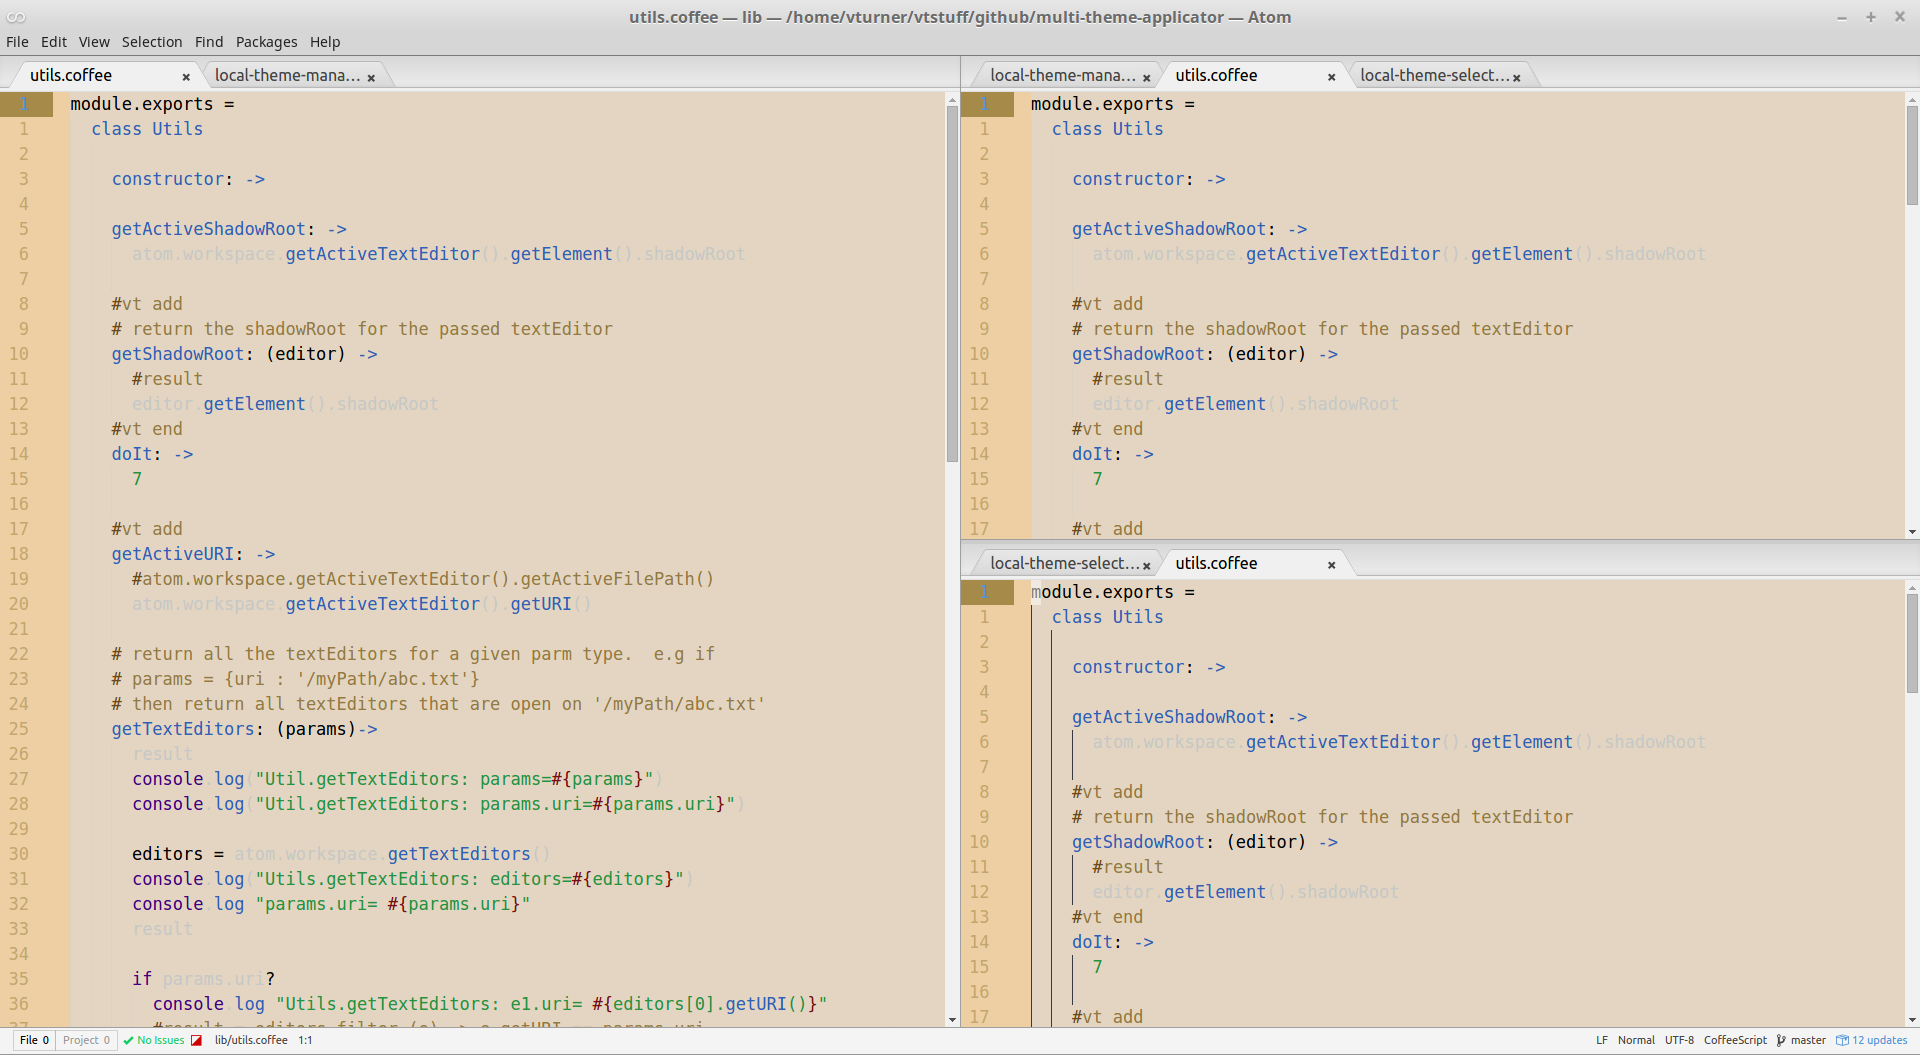 utils.coffee — lib — /home/vturner/vtstuff/github/multi-theme-applicator — Atom
File Edit View Selection Find Packages Help
utils.coffee × local-theme-mana... ×
1 module.exports =
1 class Utils
2
3 constructor: ->
4
5 getActiveShadowRoot: ->
6 atom.workspace.getActiveTextEditor().getElement().shadowRoot
7
8 #vt add
9 # return the shadowRoot for the passed textEditor
10 getShadowRoot: (editor) ->
11 #result
12 editor.getElement().shadowRoot
13 #vt end
14 doIt: ->
15 7
16
17 #vt add
18 getActiveURI: ->
19 #atom.workspace.getActiveTextEditor().getActiveFilePath()
20 atom.workspace.getActiveTextEditor().getURI()
21
22 # return all the textEditors for a given parm type.  e.g if
23 # params = {uri : '/myPath/abc.txt'}
24 # then return all textEditors that are open on '/myPath/abc.txt'
25 getTextEditors: (params)->
26 result
27 console.log("Util.getTextEditors: params=#{params}")
28 console.log("Util.getTextEditors: params.uri=#{params.uri}")
29
30 editors = atom.workspace.getTextEditors()
31 console.log("Utils.getTextEditors: editors=#{editors}")
32 console.log "params.uri= #{params.uri}"
33 result
34
35 if params.uri?
36 console.log "Utils.getTextEditors: e1.uri= #{editors[0].getURI()}"
local-theme-mana... × utils.coffee × local-theme-select... ×
1 module.exports =
1 class Utils
2
3 constructor: ->
4
5 getActiveShadowRoot: ->
6 atom.workspace.getActiveTextEditor().getElement().shadowRoot
7
8 #vt add
9 # return the shadowRoot for the passed textEditor
10 getShadowRoot: (editor) ->
11 #result
12 editor.getElement().shadowRoot
13 #vt end
14 doIt: ->
15 7
16
17 #vt add
local-theme-select... × utils.coffee ×
1 module.exports =
1 class Utils
2
3 constructor: ->
4
5 getActiveShadowRoot: ->
6 atom.workspace.getActiveTextEditor().getElement().shadowRoot
7
8 #vt add
9 # return the shadowRoot for the passed textEditor
10 getShadowRoot: (editor) ->
11 #result
12 editor.getElement().shadowRoot
13 #vt end
14 doIt: ->
15 7
16
17 #vt add
File 0 Project 0 No Issues lib/utils.coffee 1:1 LF Normal UTF-8 CoffeeScript master 12 updates